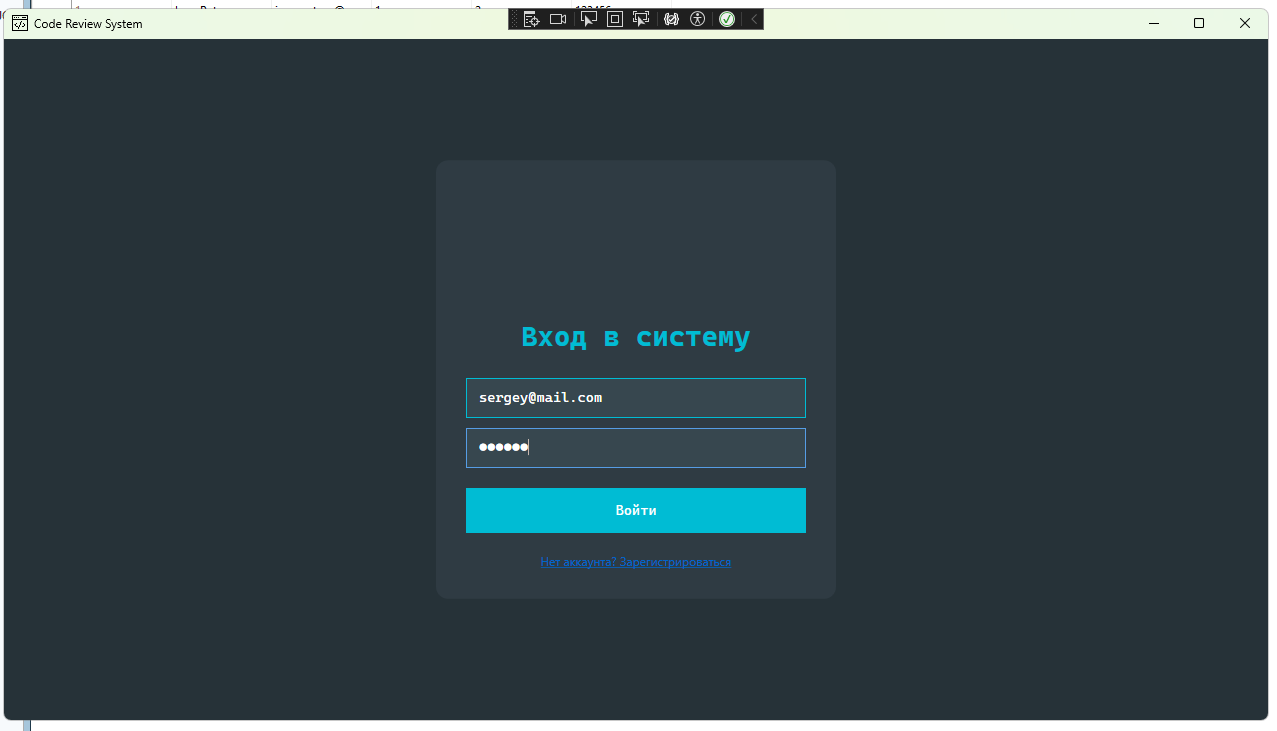 Code Review System
Вход в систему
sergey@mail.com
●●●●●●
Войти
Нет аккаунта? Зарегистрироваться